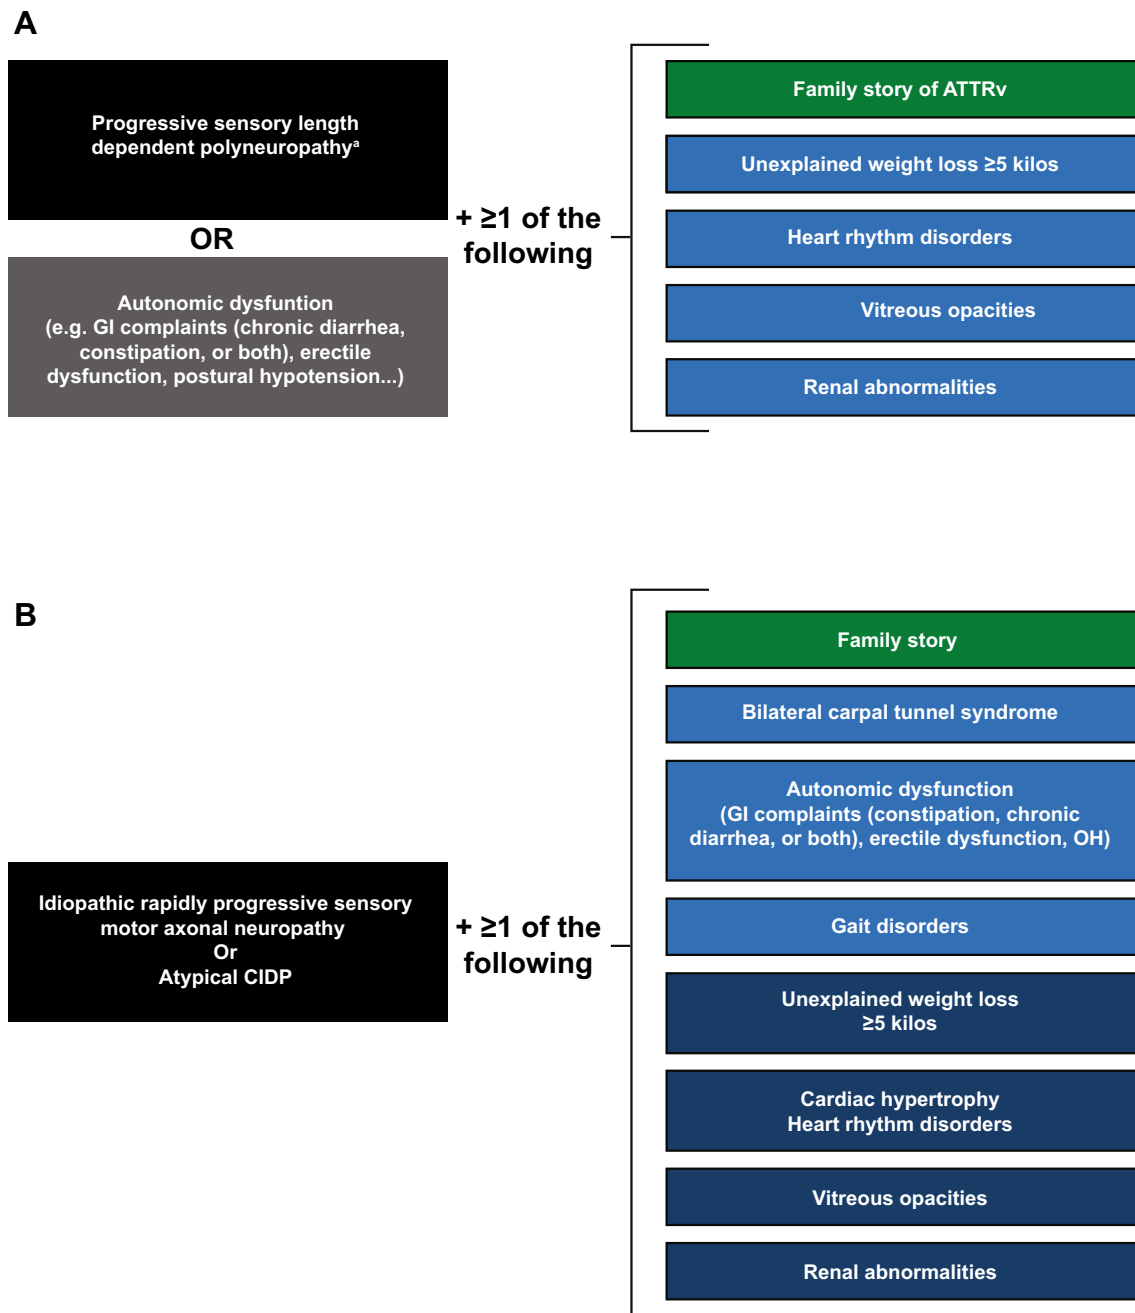 A
Progressive sensory length
dependent polyneuropathyᵃ
OR
Autonomic dysfuntion
(e.g. GI complaints (chronic diarrhea,
constipation, or both), erectile
dysfunction, postural hypotension...)
+ ≥1 of the
following
Family story of ATTRv
Unexplained weight loss ≥5 kilos
Heart rhythm disorders
Vitreous opacities
Renal abnormalities
B
Idiopathic rapidly progressive sensory
motor axonal neuropathy
Or
Atypical CIDP
+ ≥1 of the
following
Family story
Bilateral carpal tunnel syndrome
Autonomic dysfunction
(GI complaints (constipation, chronic
diarrhea, or both), erectile dysfunction, OH)
Gait disorders
Unexplained weight loss
≥5 kilos
Cardiac hypertrophy
Heart rhythm disorders
Vitreous opacities
Renal abnormalities